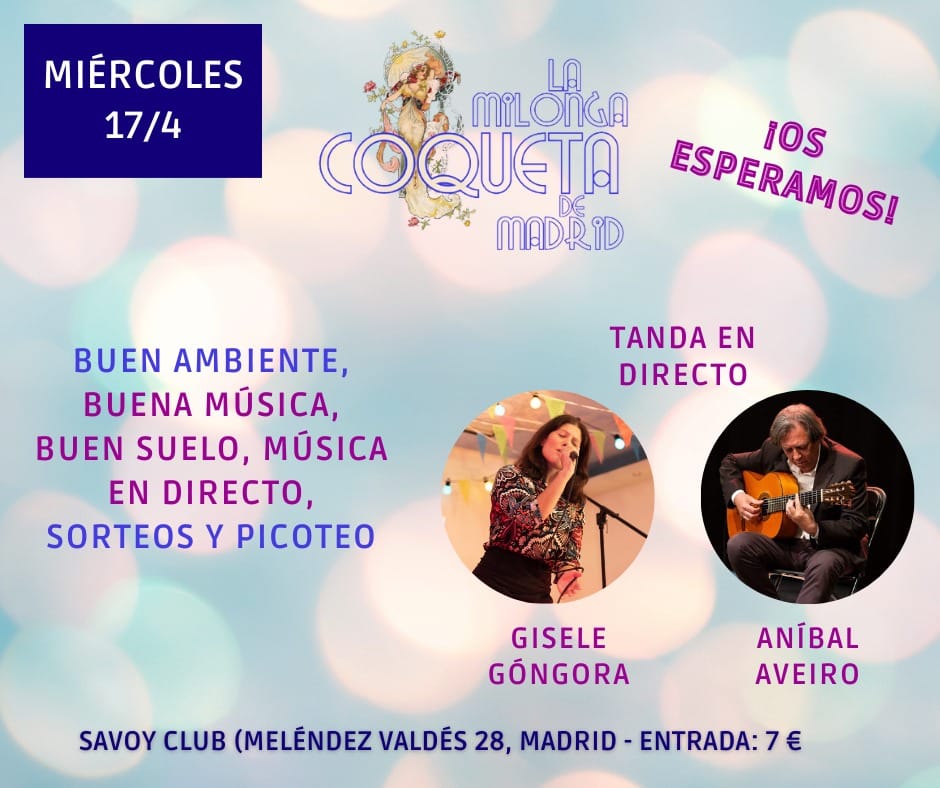 MIÉRCOLES
17/4
LA
MILONGA
COQUETA
DE
MADRID
¡OS
ESPERAMOS!
BUEN AMBIENTE,
BUENA MÚSICA,
BUEN SUELO, MÚSICA
EN DIRECTO,
SORTEOS Y PICOTEO
TANDA EN
DIRECTO
GISELE
GÓNGORA
ANÍBAL
AVEIRO
SAVOY CLUB (MELÉNDEZ VALDÉS 28, MADRID - ENTRADA: 7 €